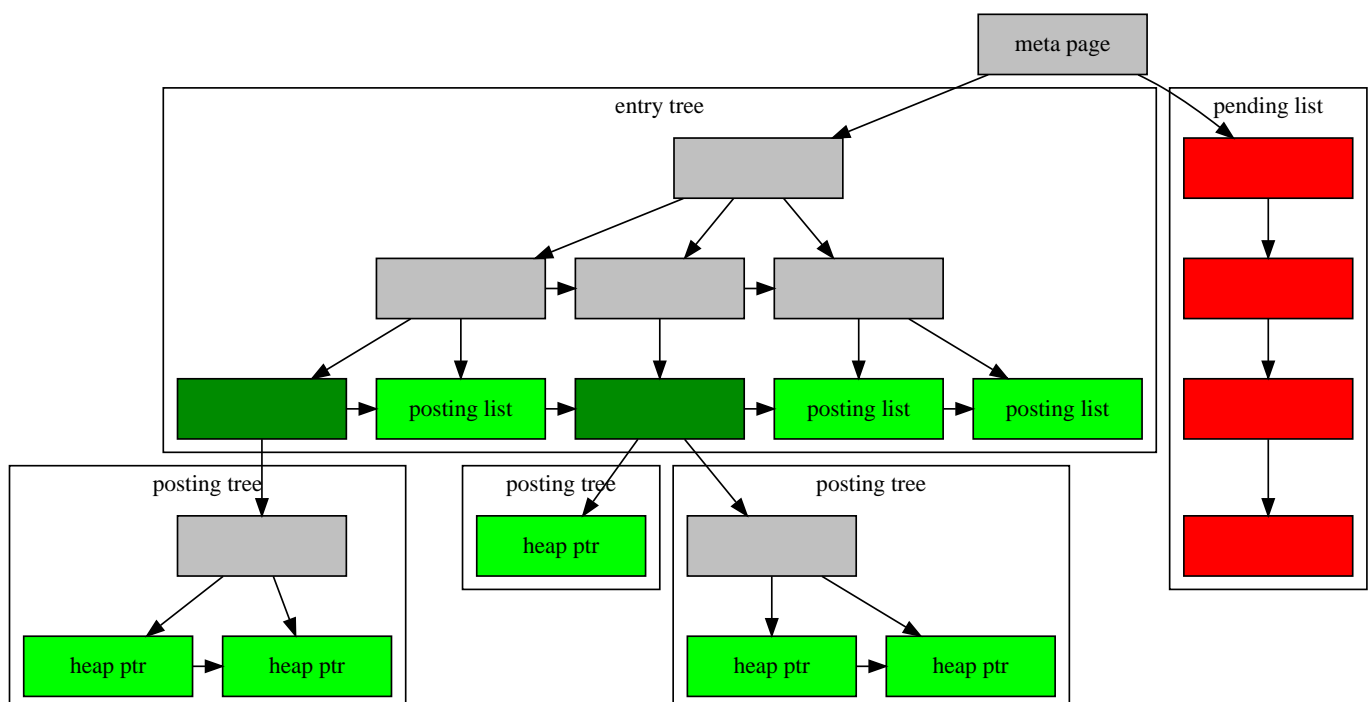 meta page
entry tree
pending list
posting list
posting list
posting list
posting tree
posting tree
posting tree
heap ptr
heap ptr
heap ptr
heap ptr
heap ptr